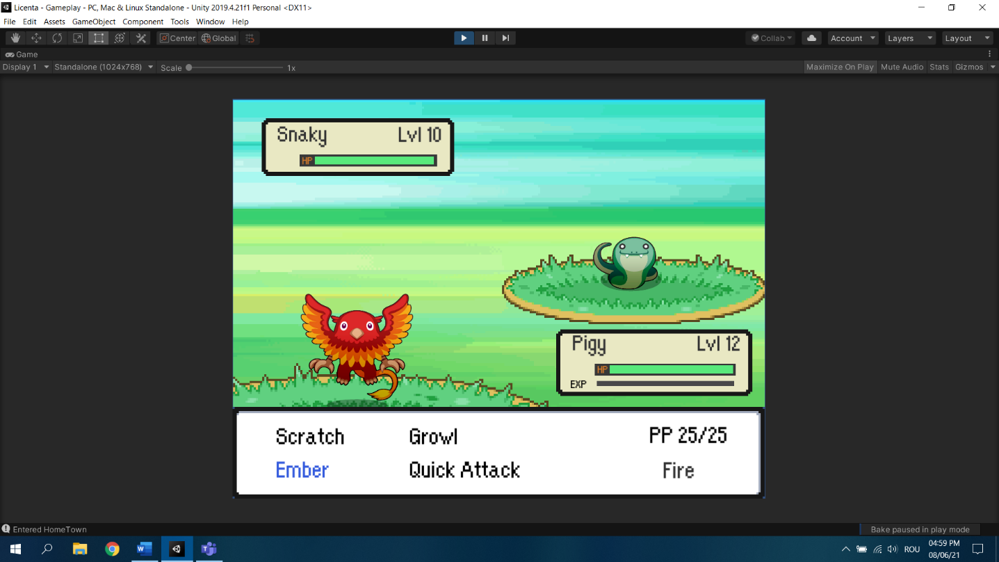 Licenta - Gameplay - PC, Mac & Linux Standalone - Unity 2019.4.21f1 Personal <DX11>
File Edit Assets GameObject Component Tools Window Help
Center Global Collab Account Layers Layout
Game
Display 1 Standalone (1024x768) Scale 1x Maximize On Play Mute Audio Stats Gizmos
Snaky Lvl 10
HP
Pigy Lvl 12
HP
EXP
Scratch Growl PP 25/25
Ember Quick Attack Fire
Entered HomeTown Bake paused in play mode
W ROU 04:59 PM
08/06/21